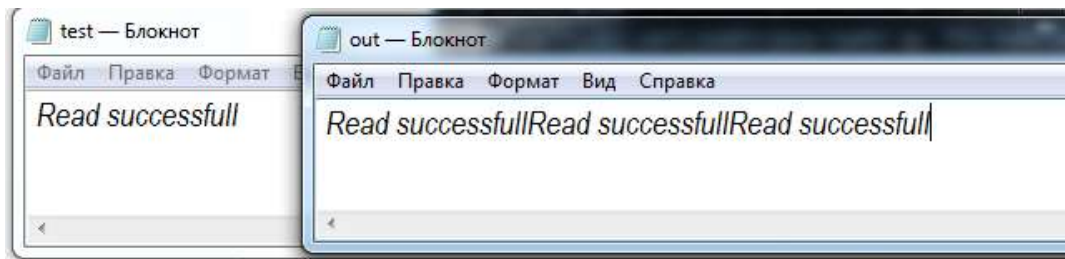 test — Блокнот
Файл Правка Формат
Read successfull
out — Блокнот
Файл Правка Формат Вид Справка
Read successfullRead successfullRead successfull